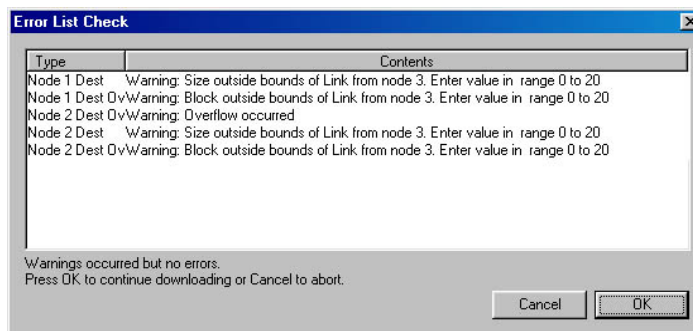 Error List Check
Type Contents
Node 1 Dest Warning: Size outside bounds of Link from node 3. Enter value in range 0 to 20
Node 1 Dest Ov Warning: Block outside bounds of Link from node 3. Enter value in range 0 to 20
Node 2 Dest Ov Warning: Overflow occurred
Node 2 Dest Warning: Size outside bounds of Link from node 3. Enter value in range 0 to 20
Node 2 Dest Ov Warning: Block outside bounds of Link from node 3. Enter value in range 0 to 20
Warnings occurred but no errors.
Press OK to continue downloading or Cancel to abort.
Cancel OK